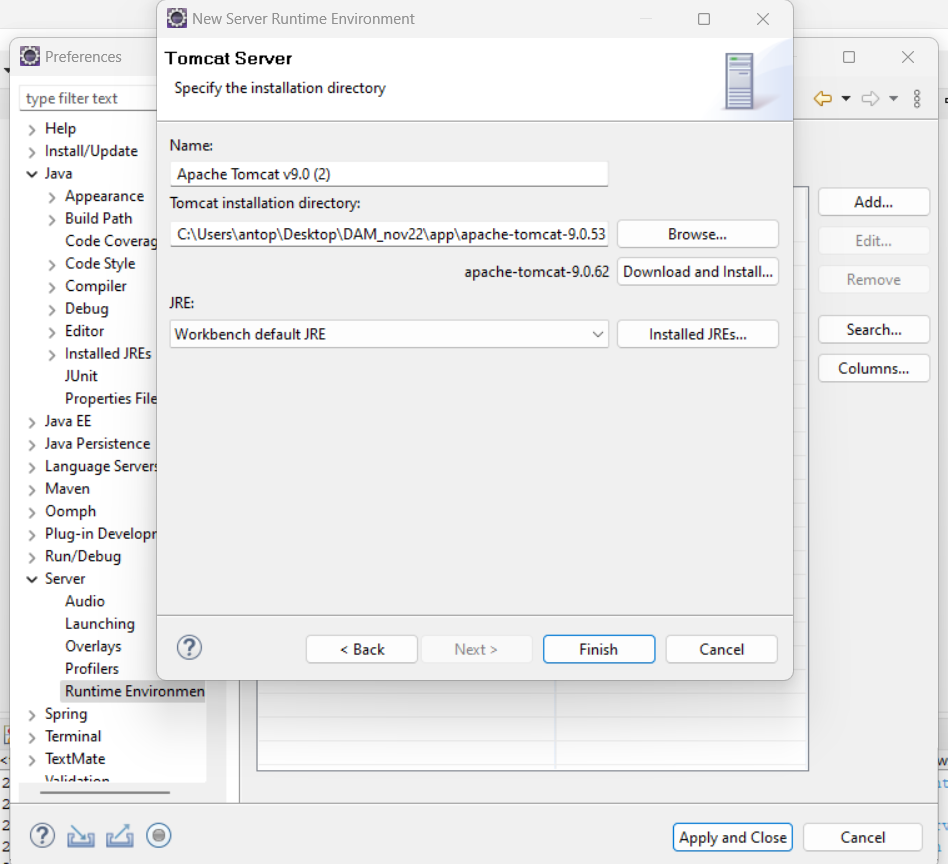 New Server Runtime Environment
Tomcat Server
Specify the installation directory
Name:
Apache Tomcat v9.0 (2)
Tomcat installation directory:
C:\Users\antop\Desktop\DAM_nov22\app\apache-tomcat-9.0.53
Browse...
apache-tomcat-9.0.62
Download and Install...
JRE:
Workbench default JRE
Installed JREs...
< Back
Next >
Finish
Cancel
Preferences
type filter text
Help
Install/Update
Java
Appearance
Build Path
Code Coverag
Code Style
Compiler
Debug
Editor
Installed JREs
JUnit
Properties File
Java EE
Java Persistence
Language Servers
Maven
Oomph
Plug-in Develop
Run/Debug
Server
Audio
Launching
Overlays
Profilers
Runtime Environmen
Spring
Terminal
TextMate
Validation
Add...
Edit...
Remove
Search...
Columns...
Apply and Close
Cancel